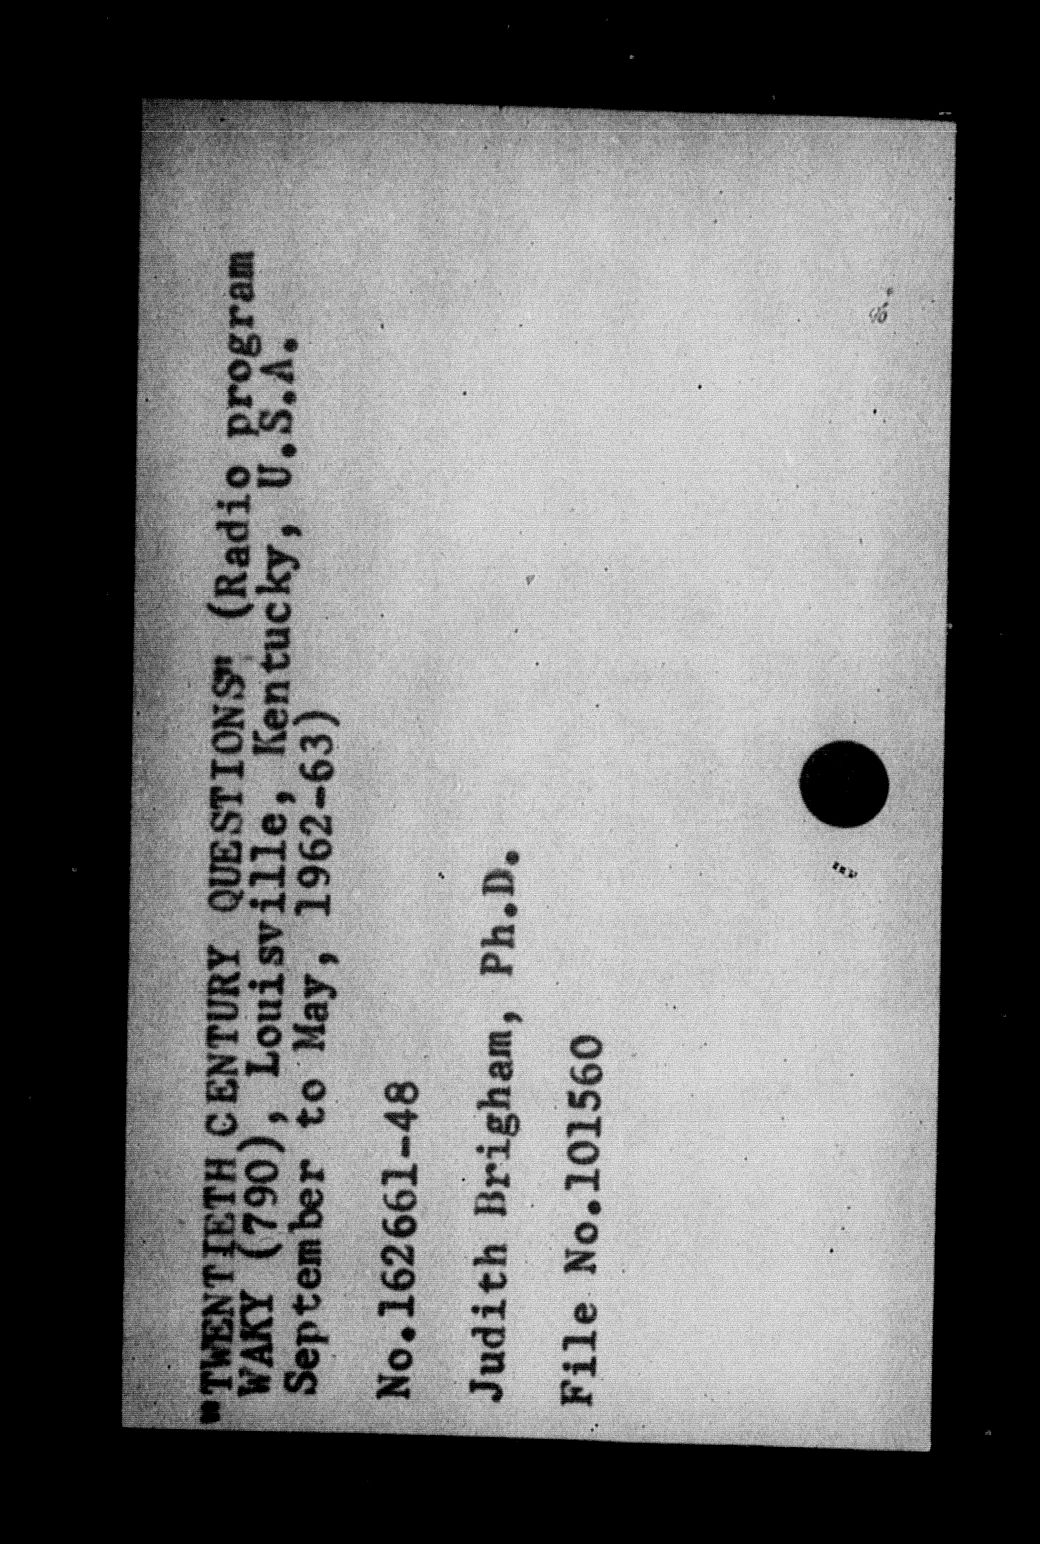 "TWENTIETH CENTURY QUESTIONS" (Radio program
WAKY (790), Louisville, Kentucky, U.S.A.
September to May, 1962-63)
No.162661-48
Judith Brigham, Ph.D.
File No.101560